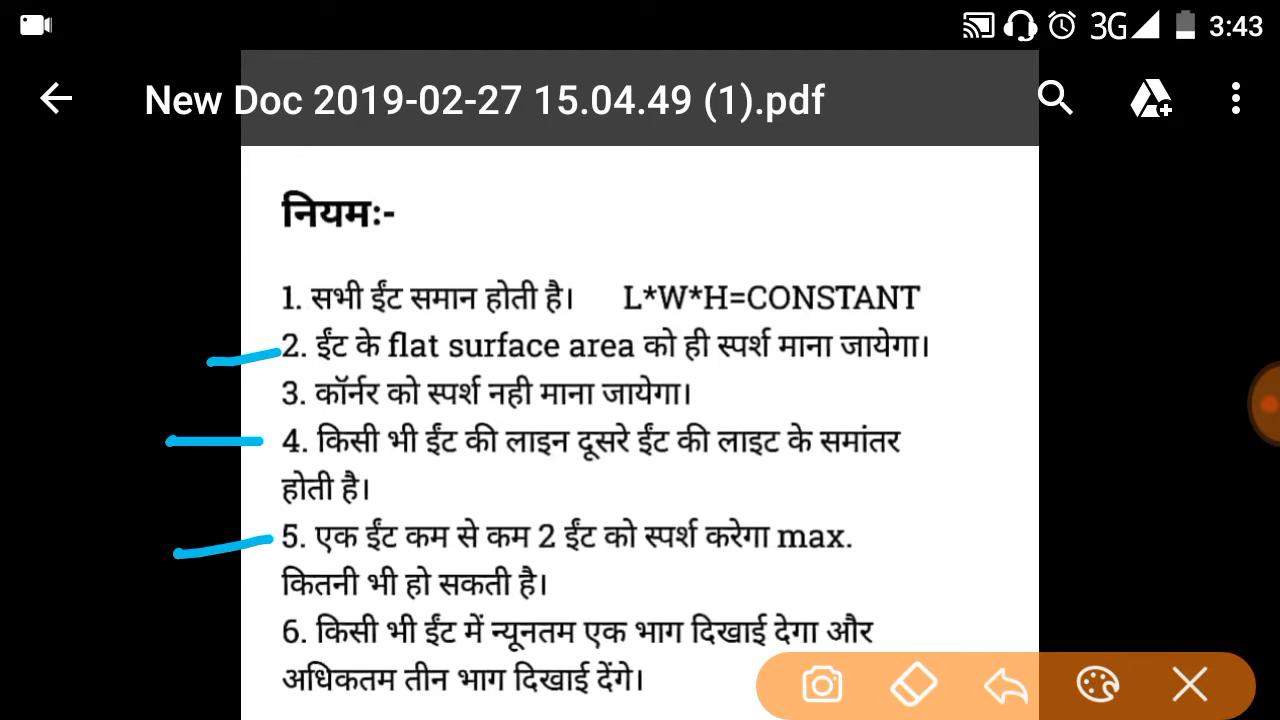 3G 3:43
New Doc 2019-02-27 15.04.49 (1).pdf
नियमः-
1. सभी ईंट समान होती है। L*W*H=CONSTANT
2. ईंट के flat surface area को ही स्पर्श माना जायेगा।
3. कॉर्नर को स्पर्श नही माना जायेगा।
4. किसी भी ईंट की लाइन दूसरे ईंट की लाइट के समांतर
होती है।
5. एक ईंट कम से कम 2 ईंट को स्पर्श करेगा max.
कितनी भी हो सकती है।
6. किसी भी ईंट में न्यूनतम एक भाग दिखाई देगा और
अधिकतम तीन भाग दिखाई देंगे।